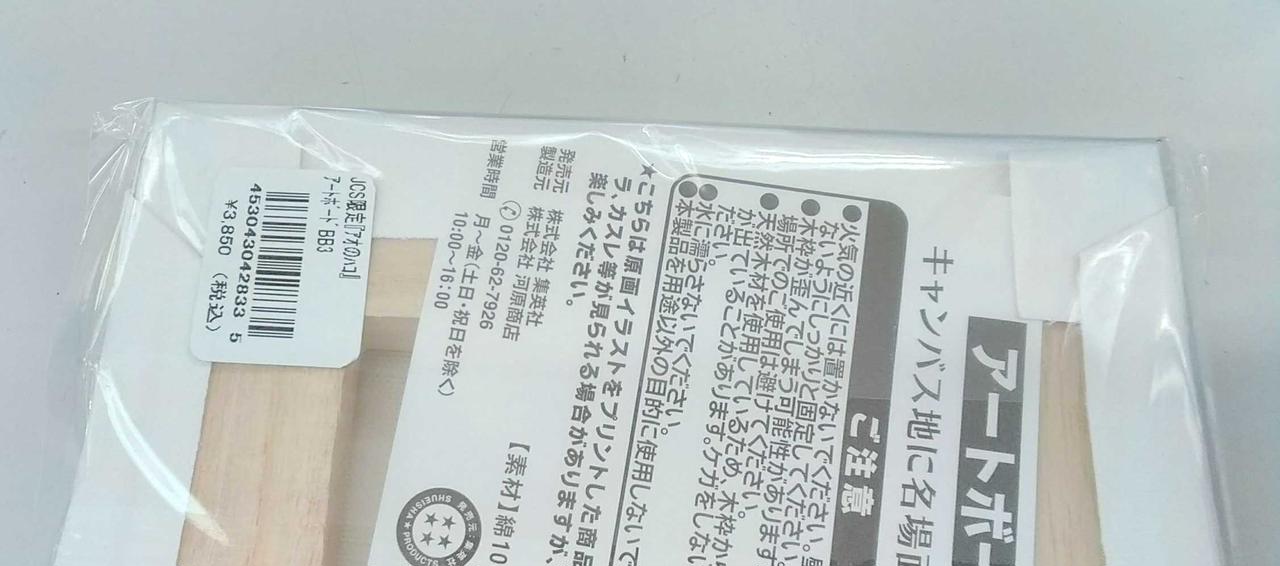 アートボー
キャンバス地に名場面
ご注意
●火気の近くには置かないでください。
ないようにしっかりと固定してください。
●木枠が歪んでしまう可能性があります
場所でのご使用は避けてください。
●天然木材を使用しているため、木枠から
が出ていることがあります。ケガをしない
ださい。
●水に濡らさないでください。
●本製品を用途以外の目的に使用しないで
★こちらは原画イラストをプリントした商品
ラ、カスレ等が見られる場合がありますが、
楽しみください。
【素材】綿10
発売元 株式会社 集英社
製造元 株式会社 河原商店
0120-62-7926
営業時間 月〜金（土日・祝日を除く）
10:00〜16:00
発売元:集英社
SHUEISHA ★ PRODUCTS
JCS限定『アオのハコ』
アートボード BB3
4530430428335
¥3,850（税込）